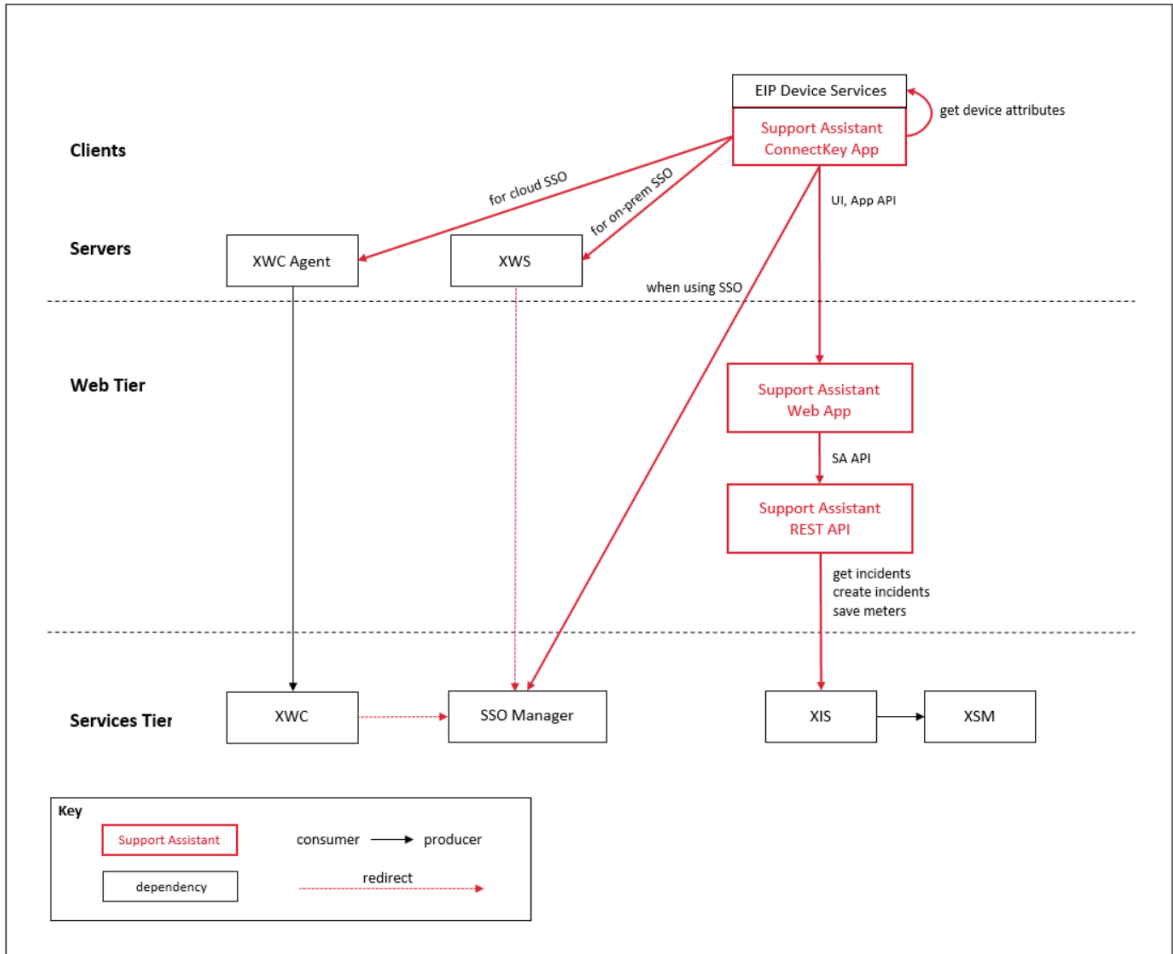 EIP Device Services
get device attributes
Support Assistant
ConnectKey App
Clients
for cloud SSO
for on-prem SSO
UI, App API
Servers
XWC Agent
XWS
when using SSO
Web Tier
Support Assistant
Web App
SA API
Support Assistant
REST API
get incidents
create incidents
save meters
Services Tier
XWC
SSO Manager
XIS
XSM
Key
Support Assistant
consumer
producer
dependency
redirect